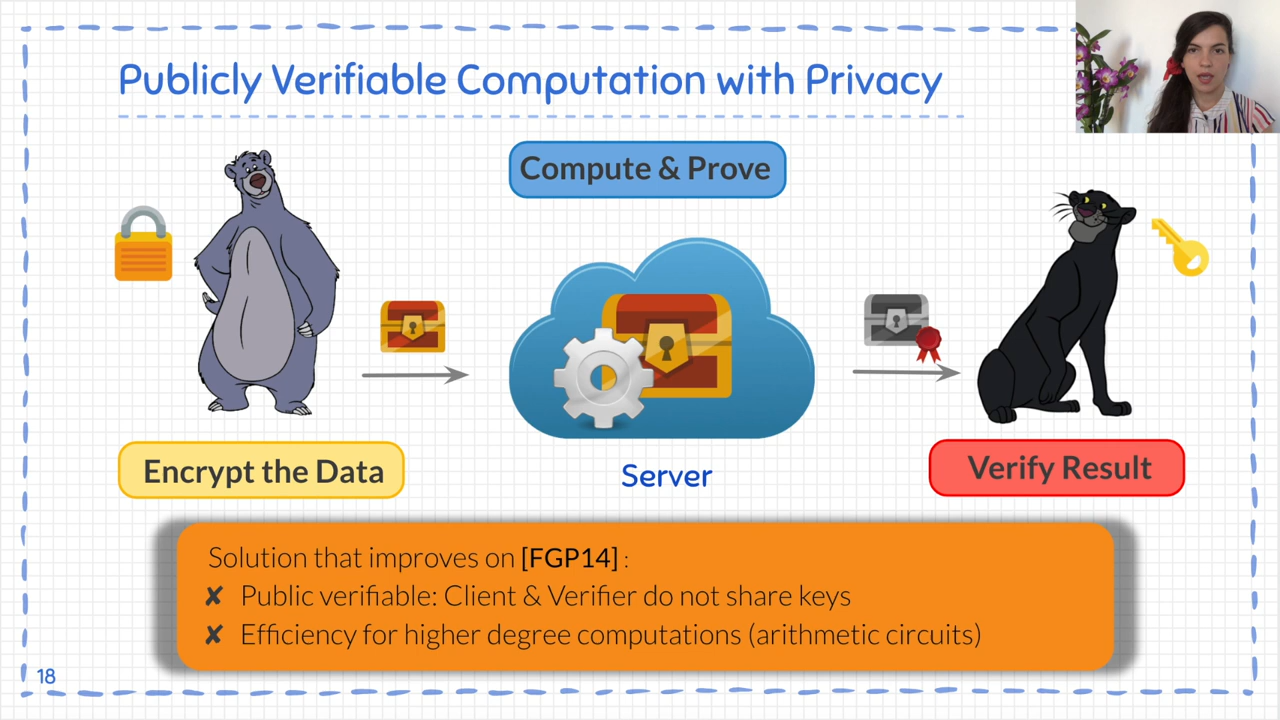 Publicly Verifiable Computation with Privacy
Compute & Prove
Encrypt the Data
Server
Verify Result
Solution that improves on [FGP14] :
✘ Public verifiable: Client & Verifier do not share keys
✘ Efficiency for higher degree computations (arithmetic circuits)
18